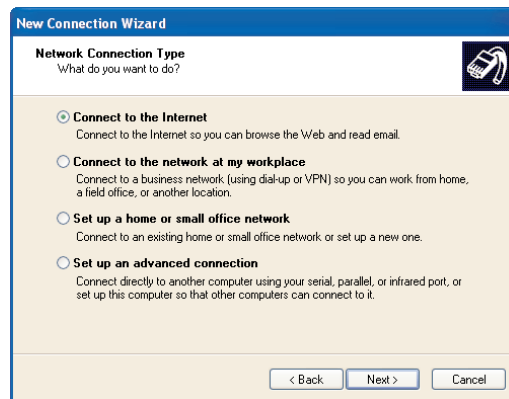 New Connection Wizard
Network Connection Type
What do you want to do?
Connect to the Internet
Connect to the Internet so you can browse the Web and read email.
Connect to the network at my workplace
Connect to a business network (using dial-up or VPN) so you can work from home,
a field office, or another location.
Set up a home or small office network
Connect to an existing home or small office network or set up a new one.
Set up an advanced connection
Connect directly to another computer using your serial, parallel, or infrared port, or
set up this computer so that other computers can connect to it.
< Back Next > Cancel